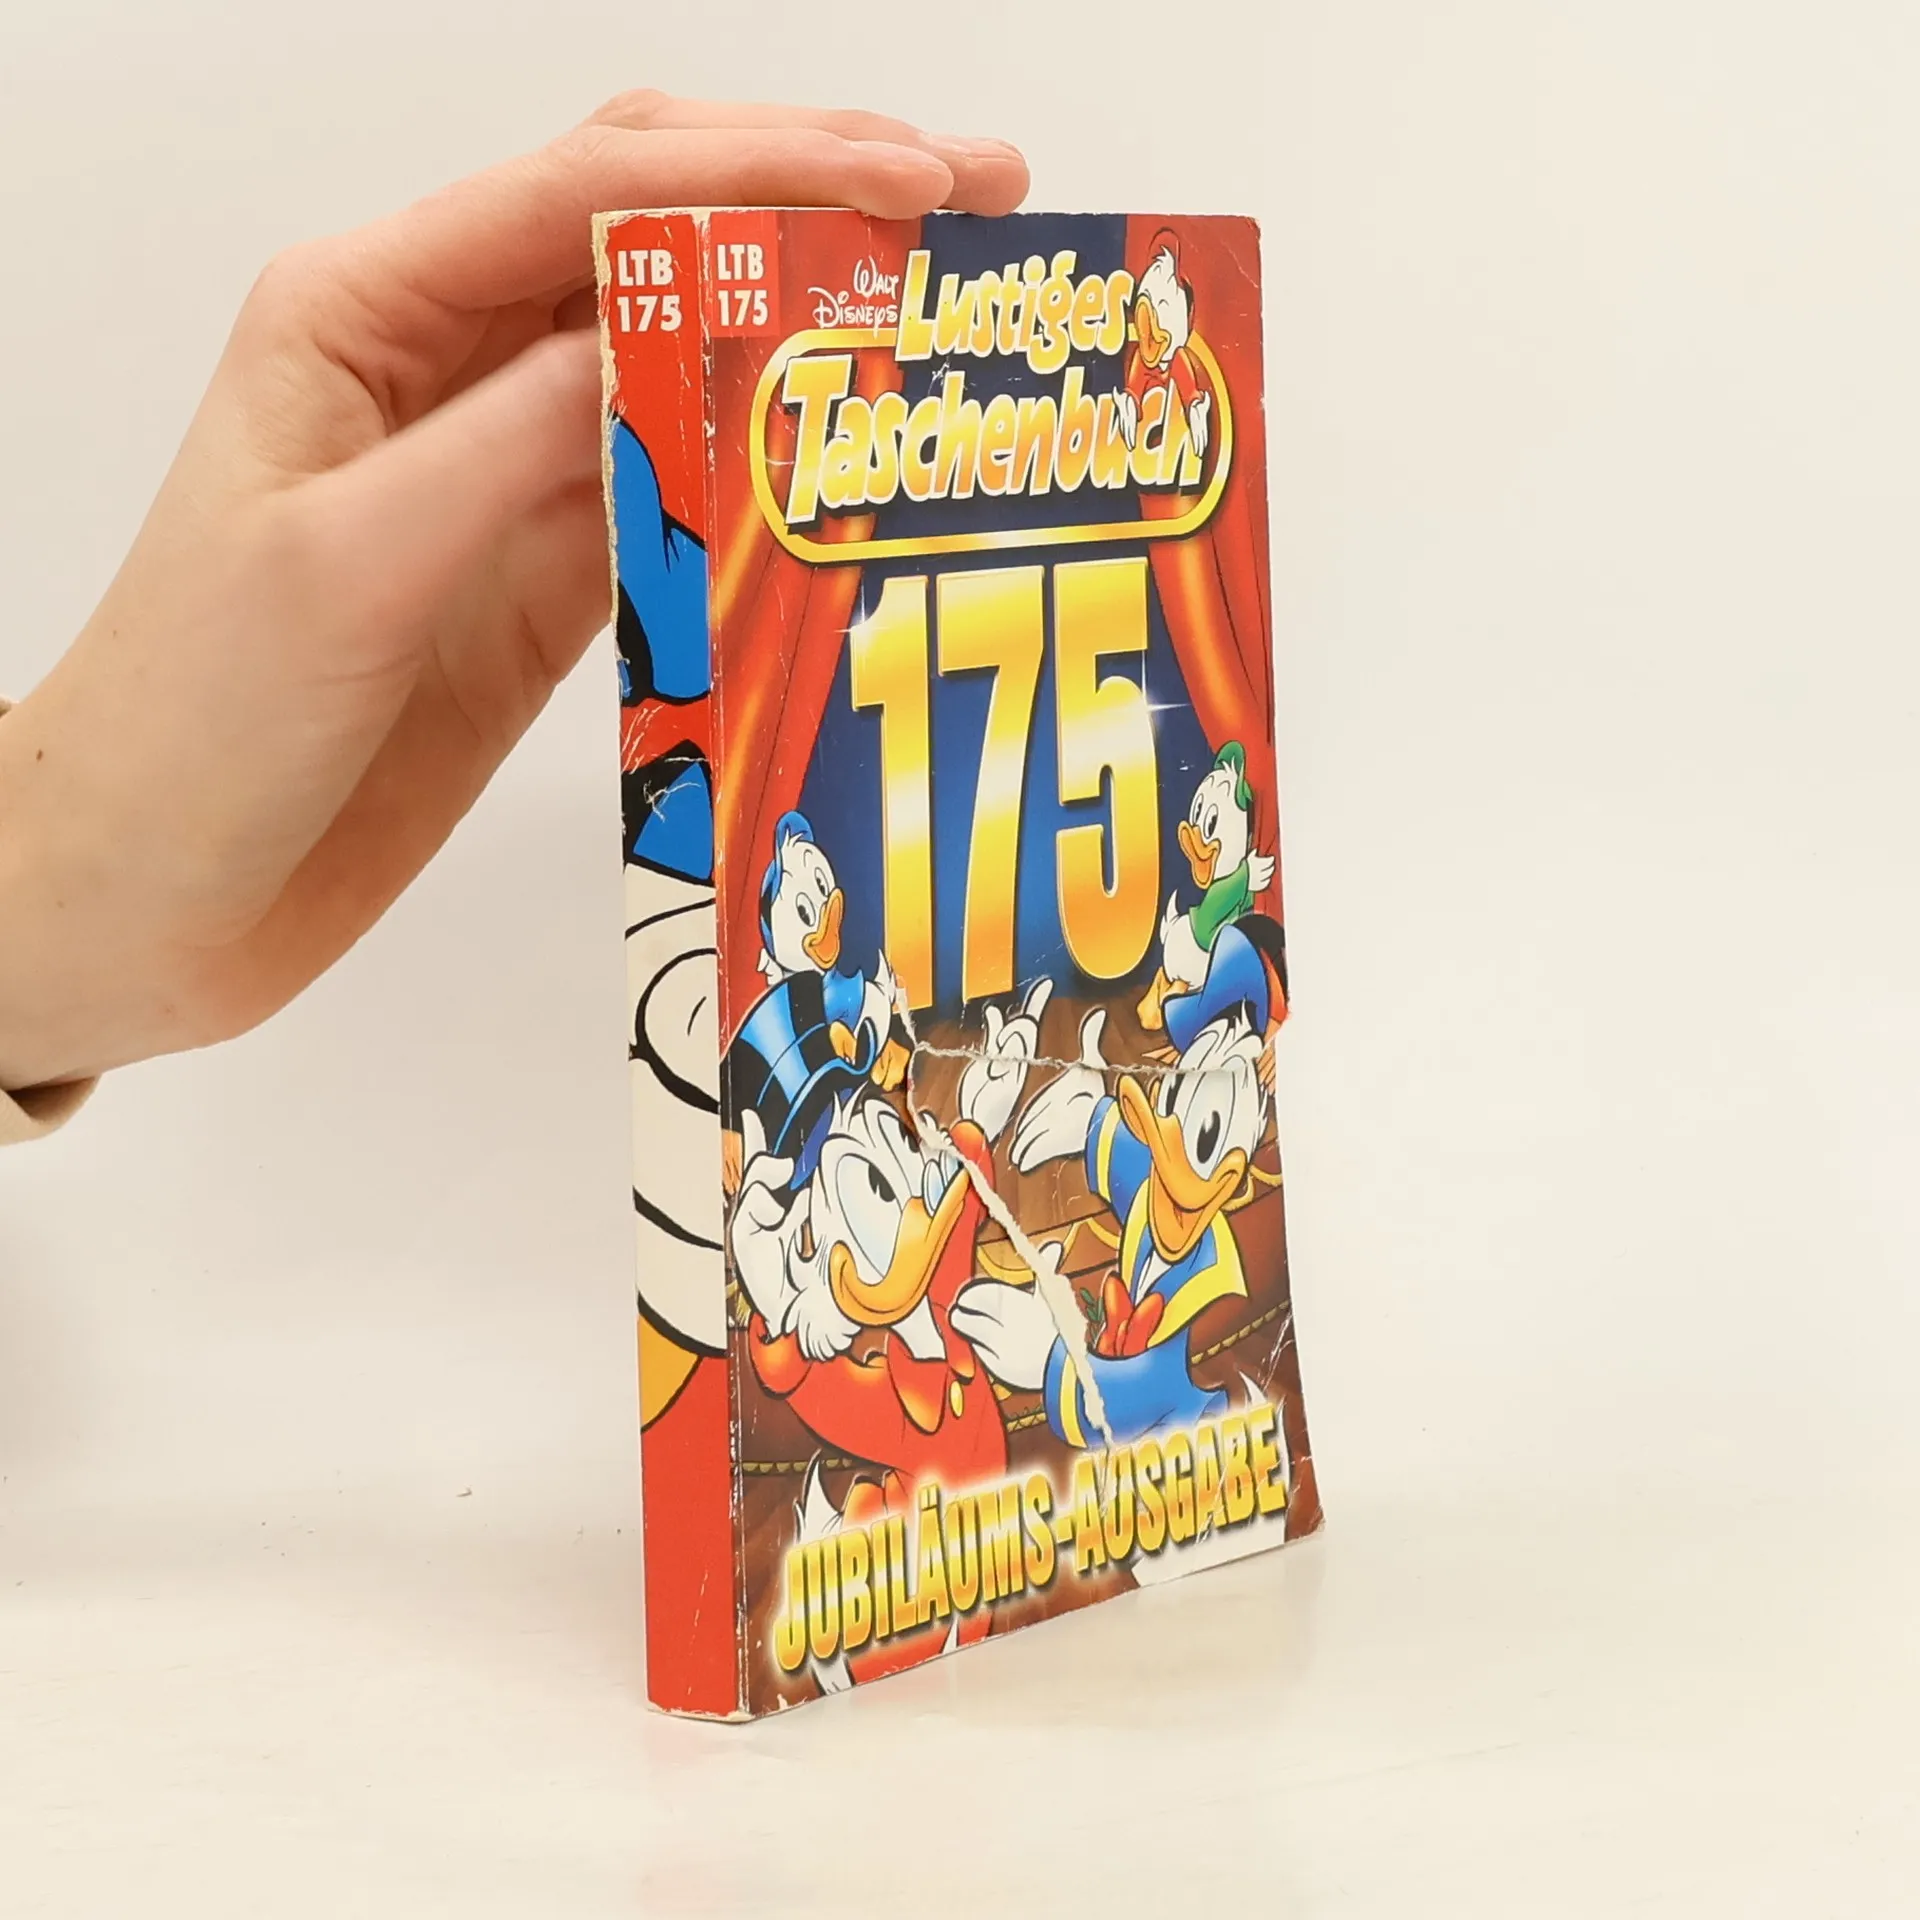 LTB
175
LTB
175
WALT
DISNEYS
Lustiges
Taschenbuch
175
JUBILÄUMS-AUSGABE